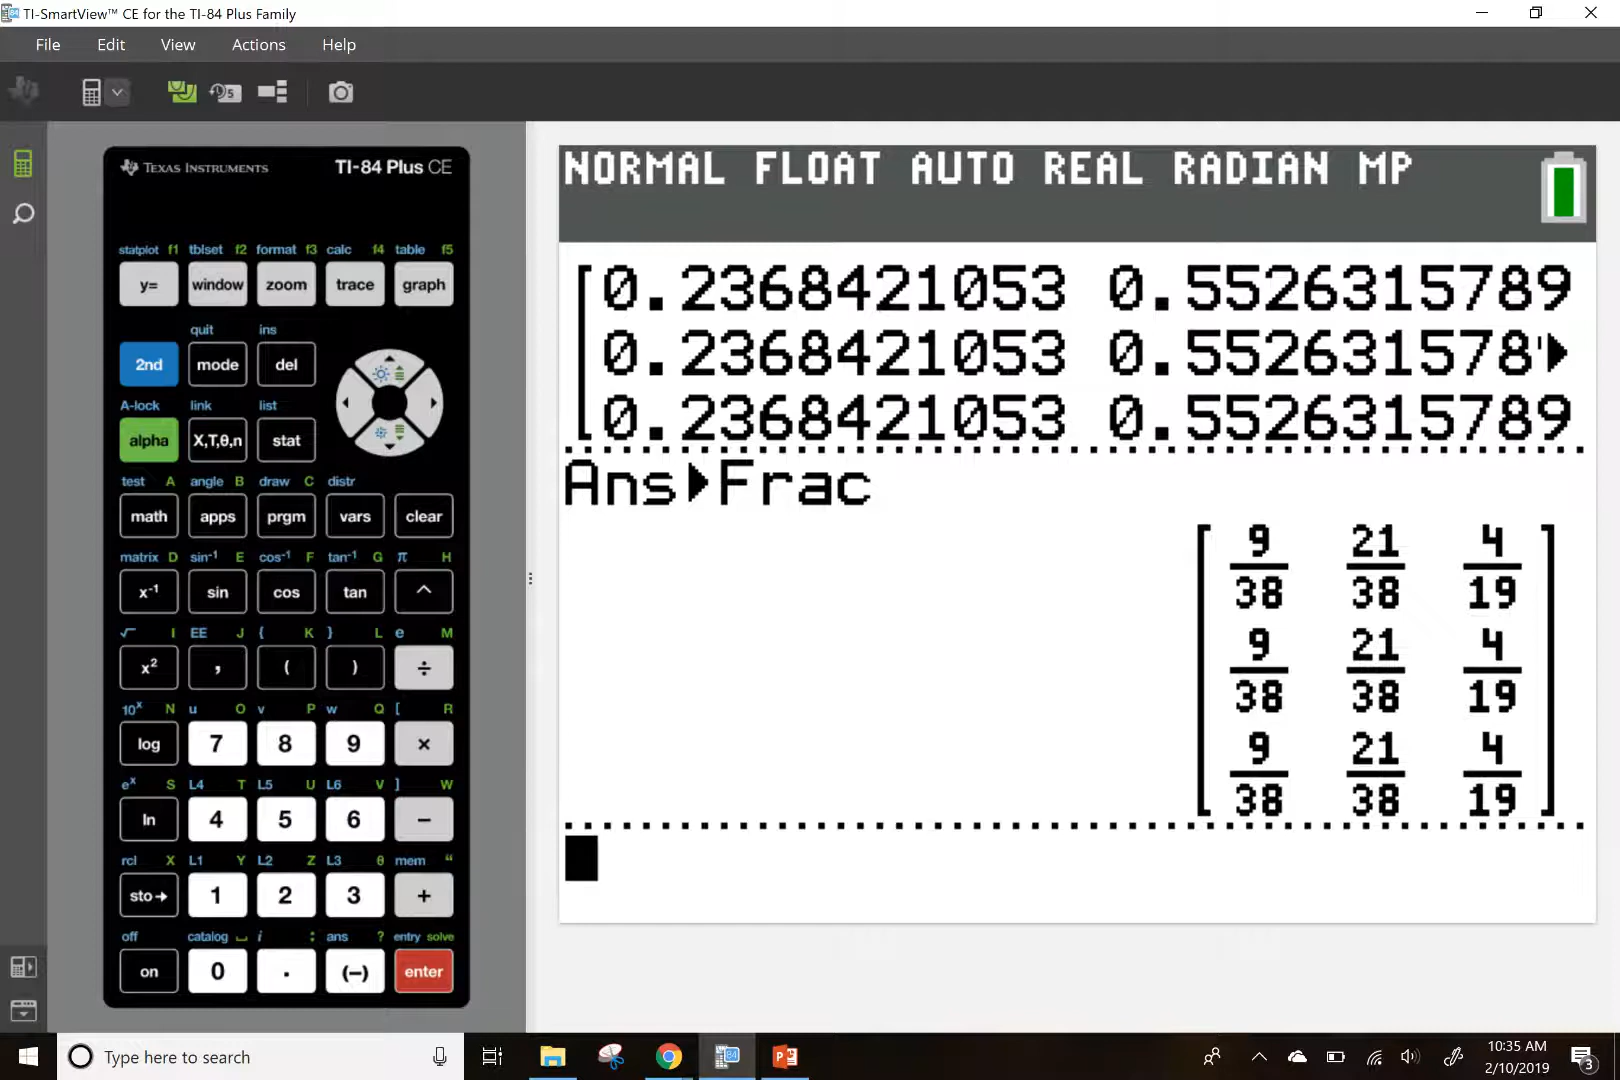 TI-SmartView™ CE for the TI-84 Plus Family
File Edit View Actions Help
TEXAS INSTRUMENTS TI-84 Plus CE
statplot f1 tblset f2 format f3 calc f4 table f5
y= window zoom trace graph
quit ins
2nd mode del
A-lock link list
alpha X,T,θ,n stat
test A angle B draw C distr
math apps prgm vars clear
matrix D sin-1 E cos-1 F tan-1 G π H
x-1 sin cos tan ^
√ I EE J { K } L e M
x2 , ( ) ÷
10x N u O v P w Q [ R
log 7 8 9 ×
ex S L4 T L5 U L6 V ] W
ln 4 5 6 −
rcl X L1 Y L2 Z L3 θ mem “
sto→ 1 2 3 +
off catalog ⎵ i : ans ? entry solve
on 0 . (−) enter
NORMAL FLOAT AUTO REAL RADIAN MP
[0.2368421053 0.5526315789
0.2368421053 0.552631578▶
[0.2368421053 0.5526315789
Ans▶Frac
9 21 4
38 38 19
9 21 4
38 38 19
9 21 4
38 38 19
Type here to search
84
10:35 AM
2/10/2019
3